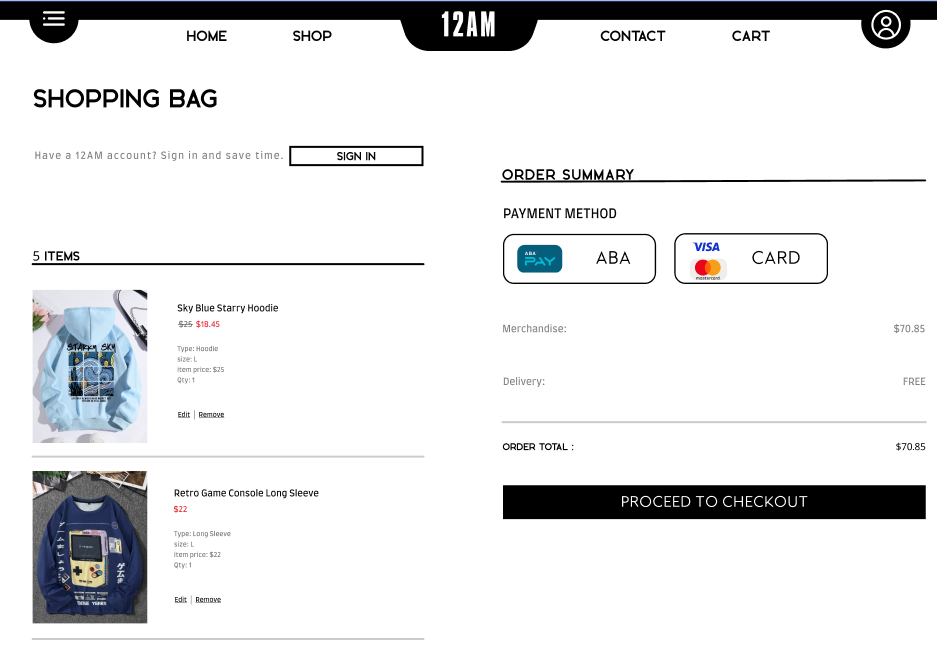 12AM
HOME
SHOP
CONTACT
CART
SHOPPING BAG
Have a 12AM account? Sign in and save time.
SIGN IN
5 ITEMS
Sky Blue Starry Hoodie
$25 $18.45
Type: Hoodie
size: L
item price: $25
Qty: 1
Edit | Remove
STARRY SKY
Retro Game Console Long Sleeve
$22
Type: Long Sleeve
size: L
item price: $22
Qty: 1
Edit | Remove
ORDER SUMMARY
PAYMENT METHOD
ABA
PAY
ABA
VISA
mastercard
CARD
Merchandise: $70.85
Delivery: FREE
ORDER TOTAL : $70.85
PROCEED TO CHECKOUT